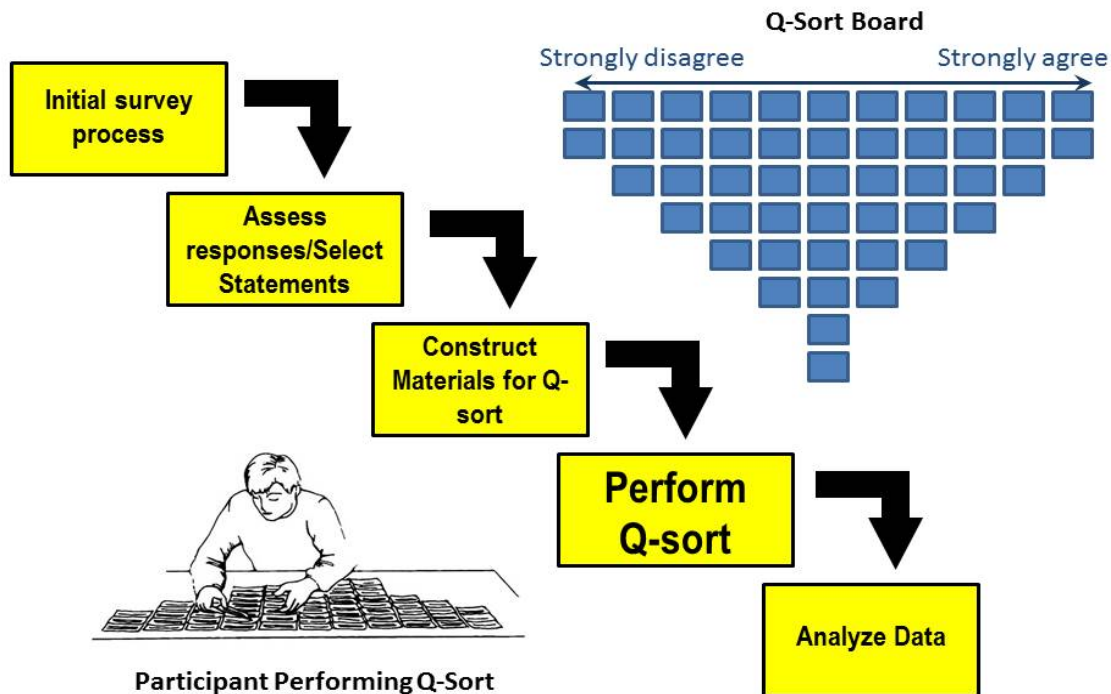 Q-Sort Board
Strongly disagree
Strongly agree
Initial survey
process
Assess
responses/Select
Statements
Construct
Materials for Q-
sort
Perform
Q-sort
Analyze Data
Participant Performing Q-Sort